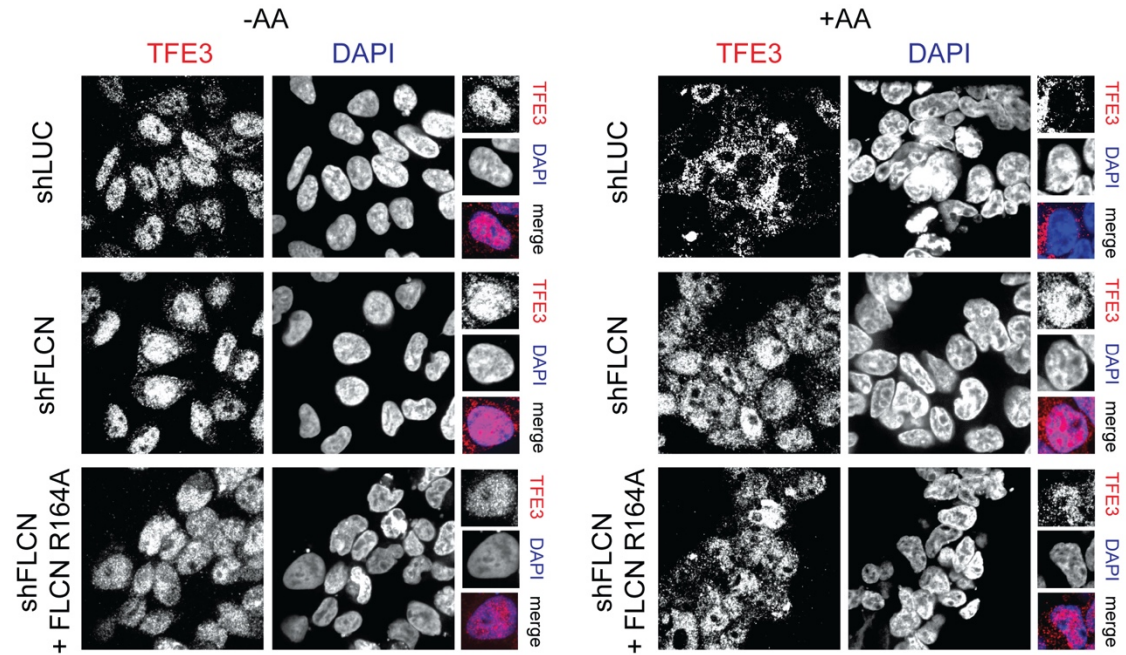 -AA
TFE3 DAPI
shLUC
TFE3
DAPI
merge
shFLCN
TFE3
DAPI
merge
shFLCN
+ FLCN R164A
TFE3
DAPI
merge
+AA
TFE3 DAPI
shLUC
TFE3
DAPI
merge
shFLCN
TFE3
DAPI
merge
shFLCN
+ FLCN R164A
TFE3
DAPI
merge